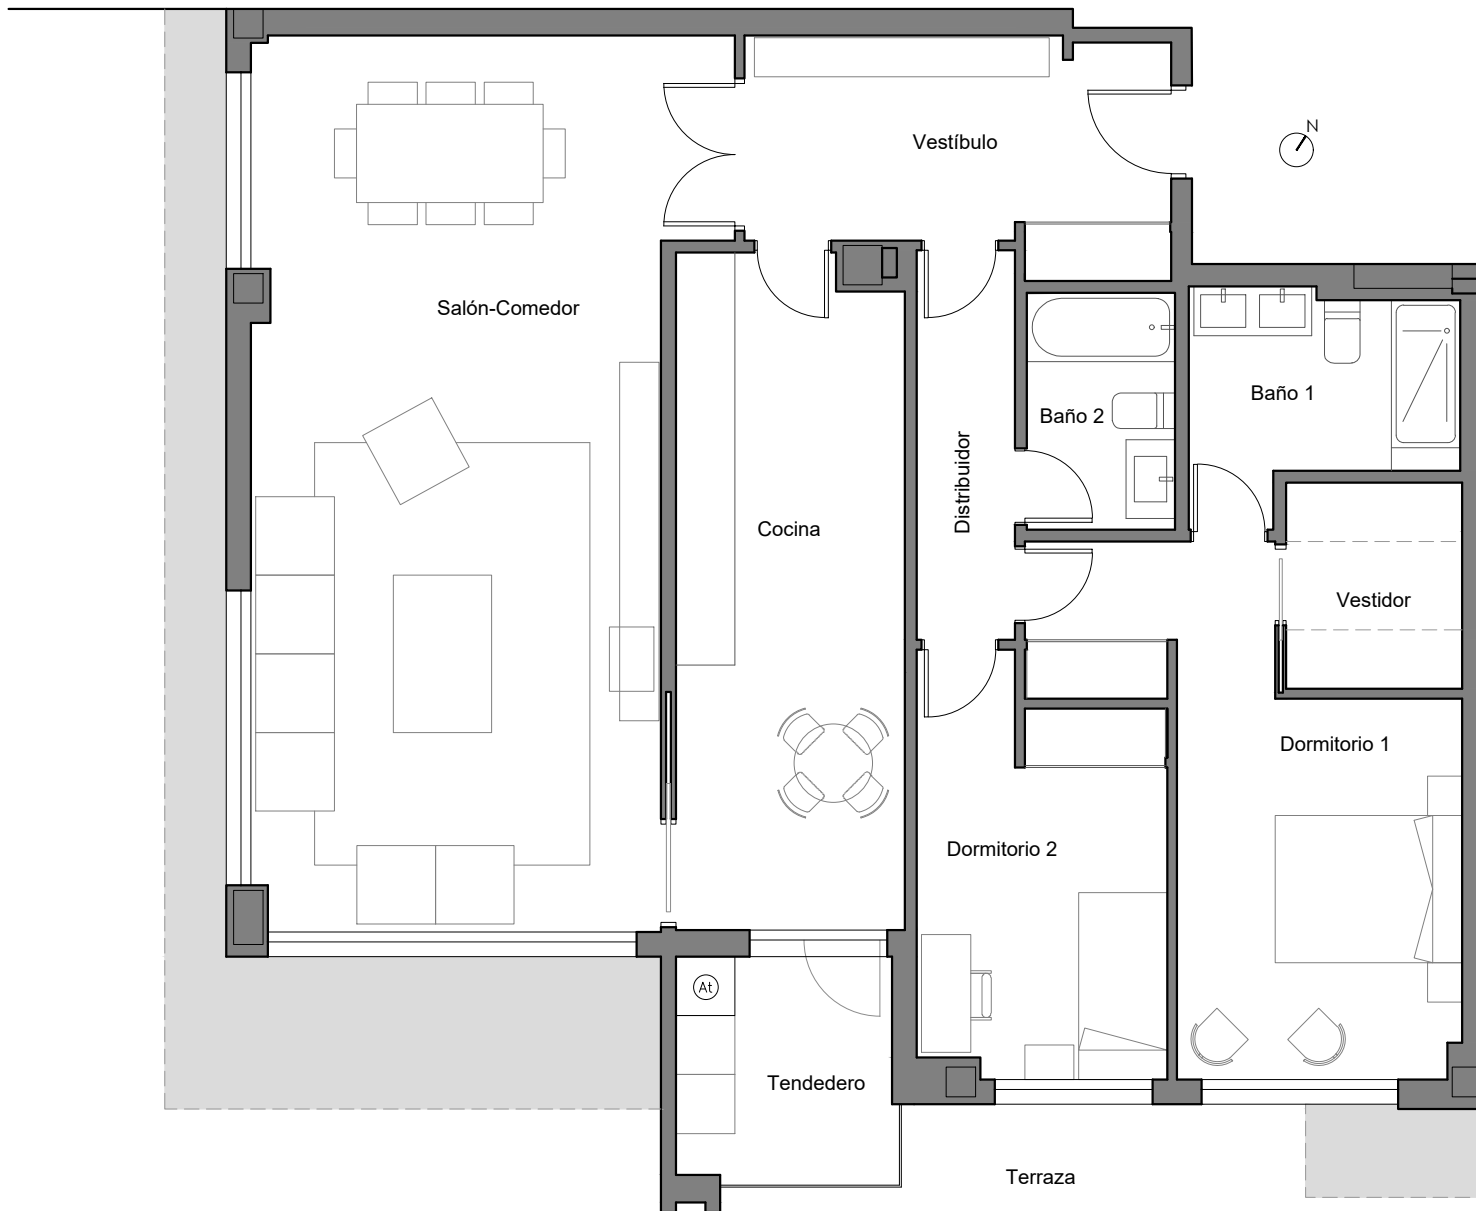 N
Vestíbulo
Salón-Comedor
Baño 1
Baño 2
Distribuidor
Cocina
Vestidor
Dormitorio 1
Dormitorio 2
At
Tendedero
Terraza